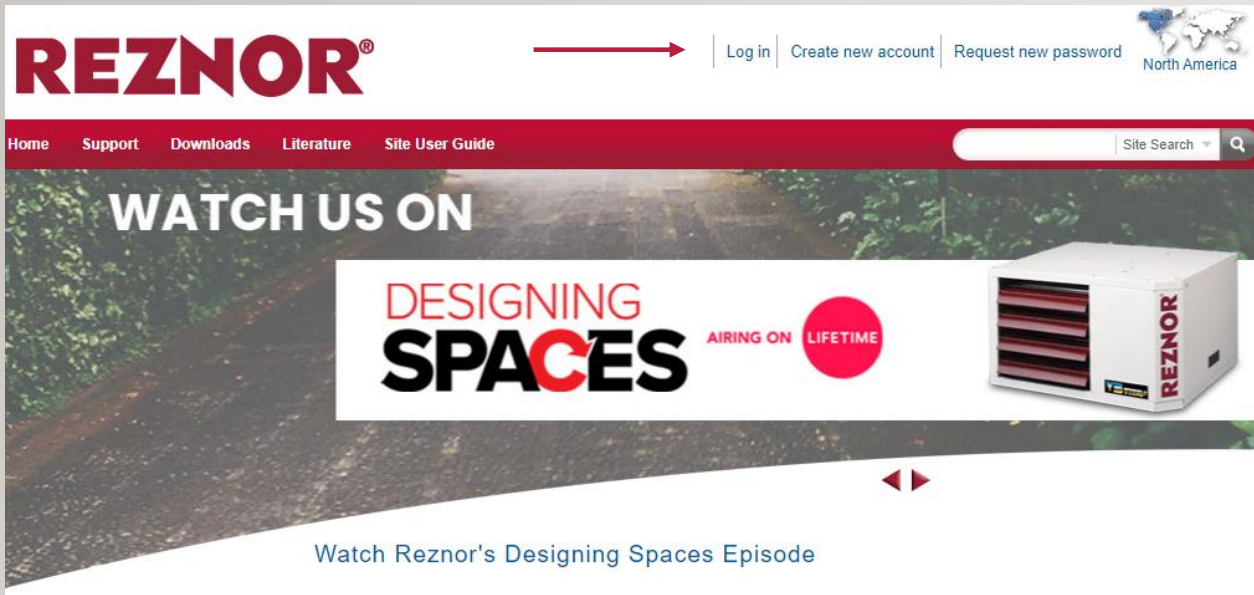 REZNOR®
Log in Create new account Request new password
North America
Home Support Downloads Literature Site User Guide
Site Search
WATCH US ON
DESIGNING
SPACES
AIRING ON LIFETIME
REZNOR
Watch Reznor's Designing Spaces Episode